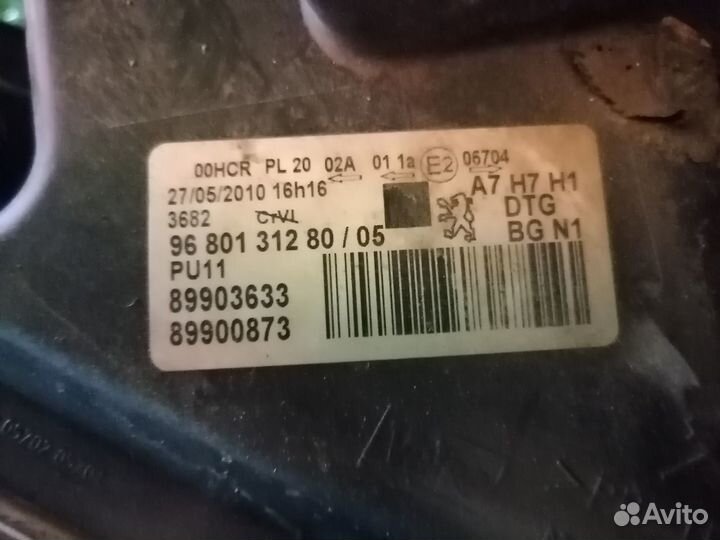 00HCR PL 20 02A 01 1a E2 06704
27/05/2010 16h16 A7 H7 H1
3682 DTG
96 801 312 80 / 05 BG N1
PU11
89903633
89900873
Avito